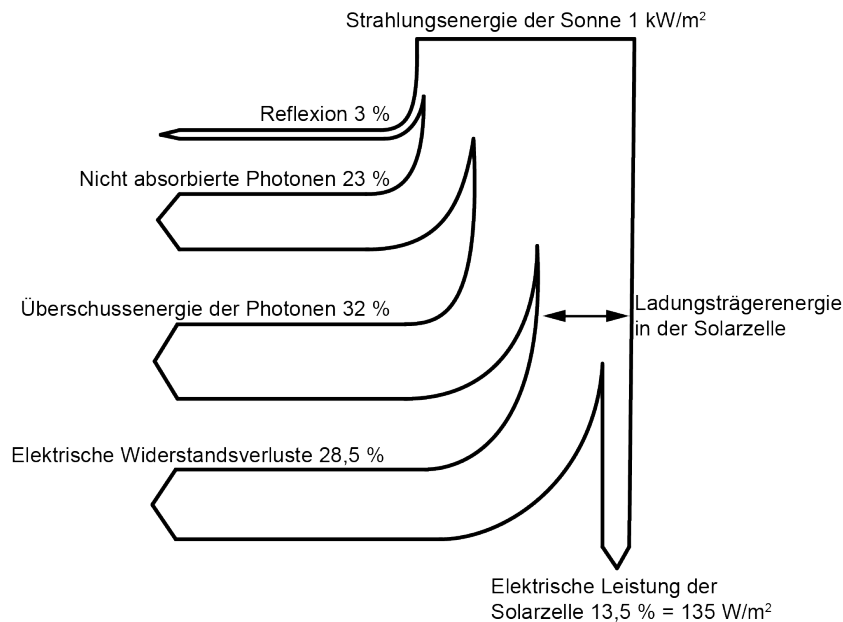 Strahlungsenergie der Sonne 1 kW/m²
Reflexion 3 %
Nicht absorbierte Photonen 23 %
Überschussenergie der Photonen 32 %
Ladungsträgerenergie
in der Solarzelle
Elektrische Widerstandsverluste 28,5 %
Elektrische Leistung der
Solarzelle 13,5 % = 135 W/m²